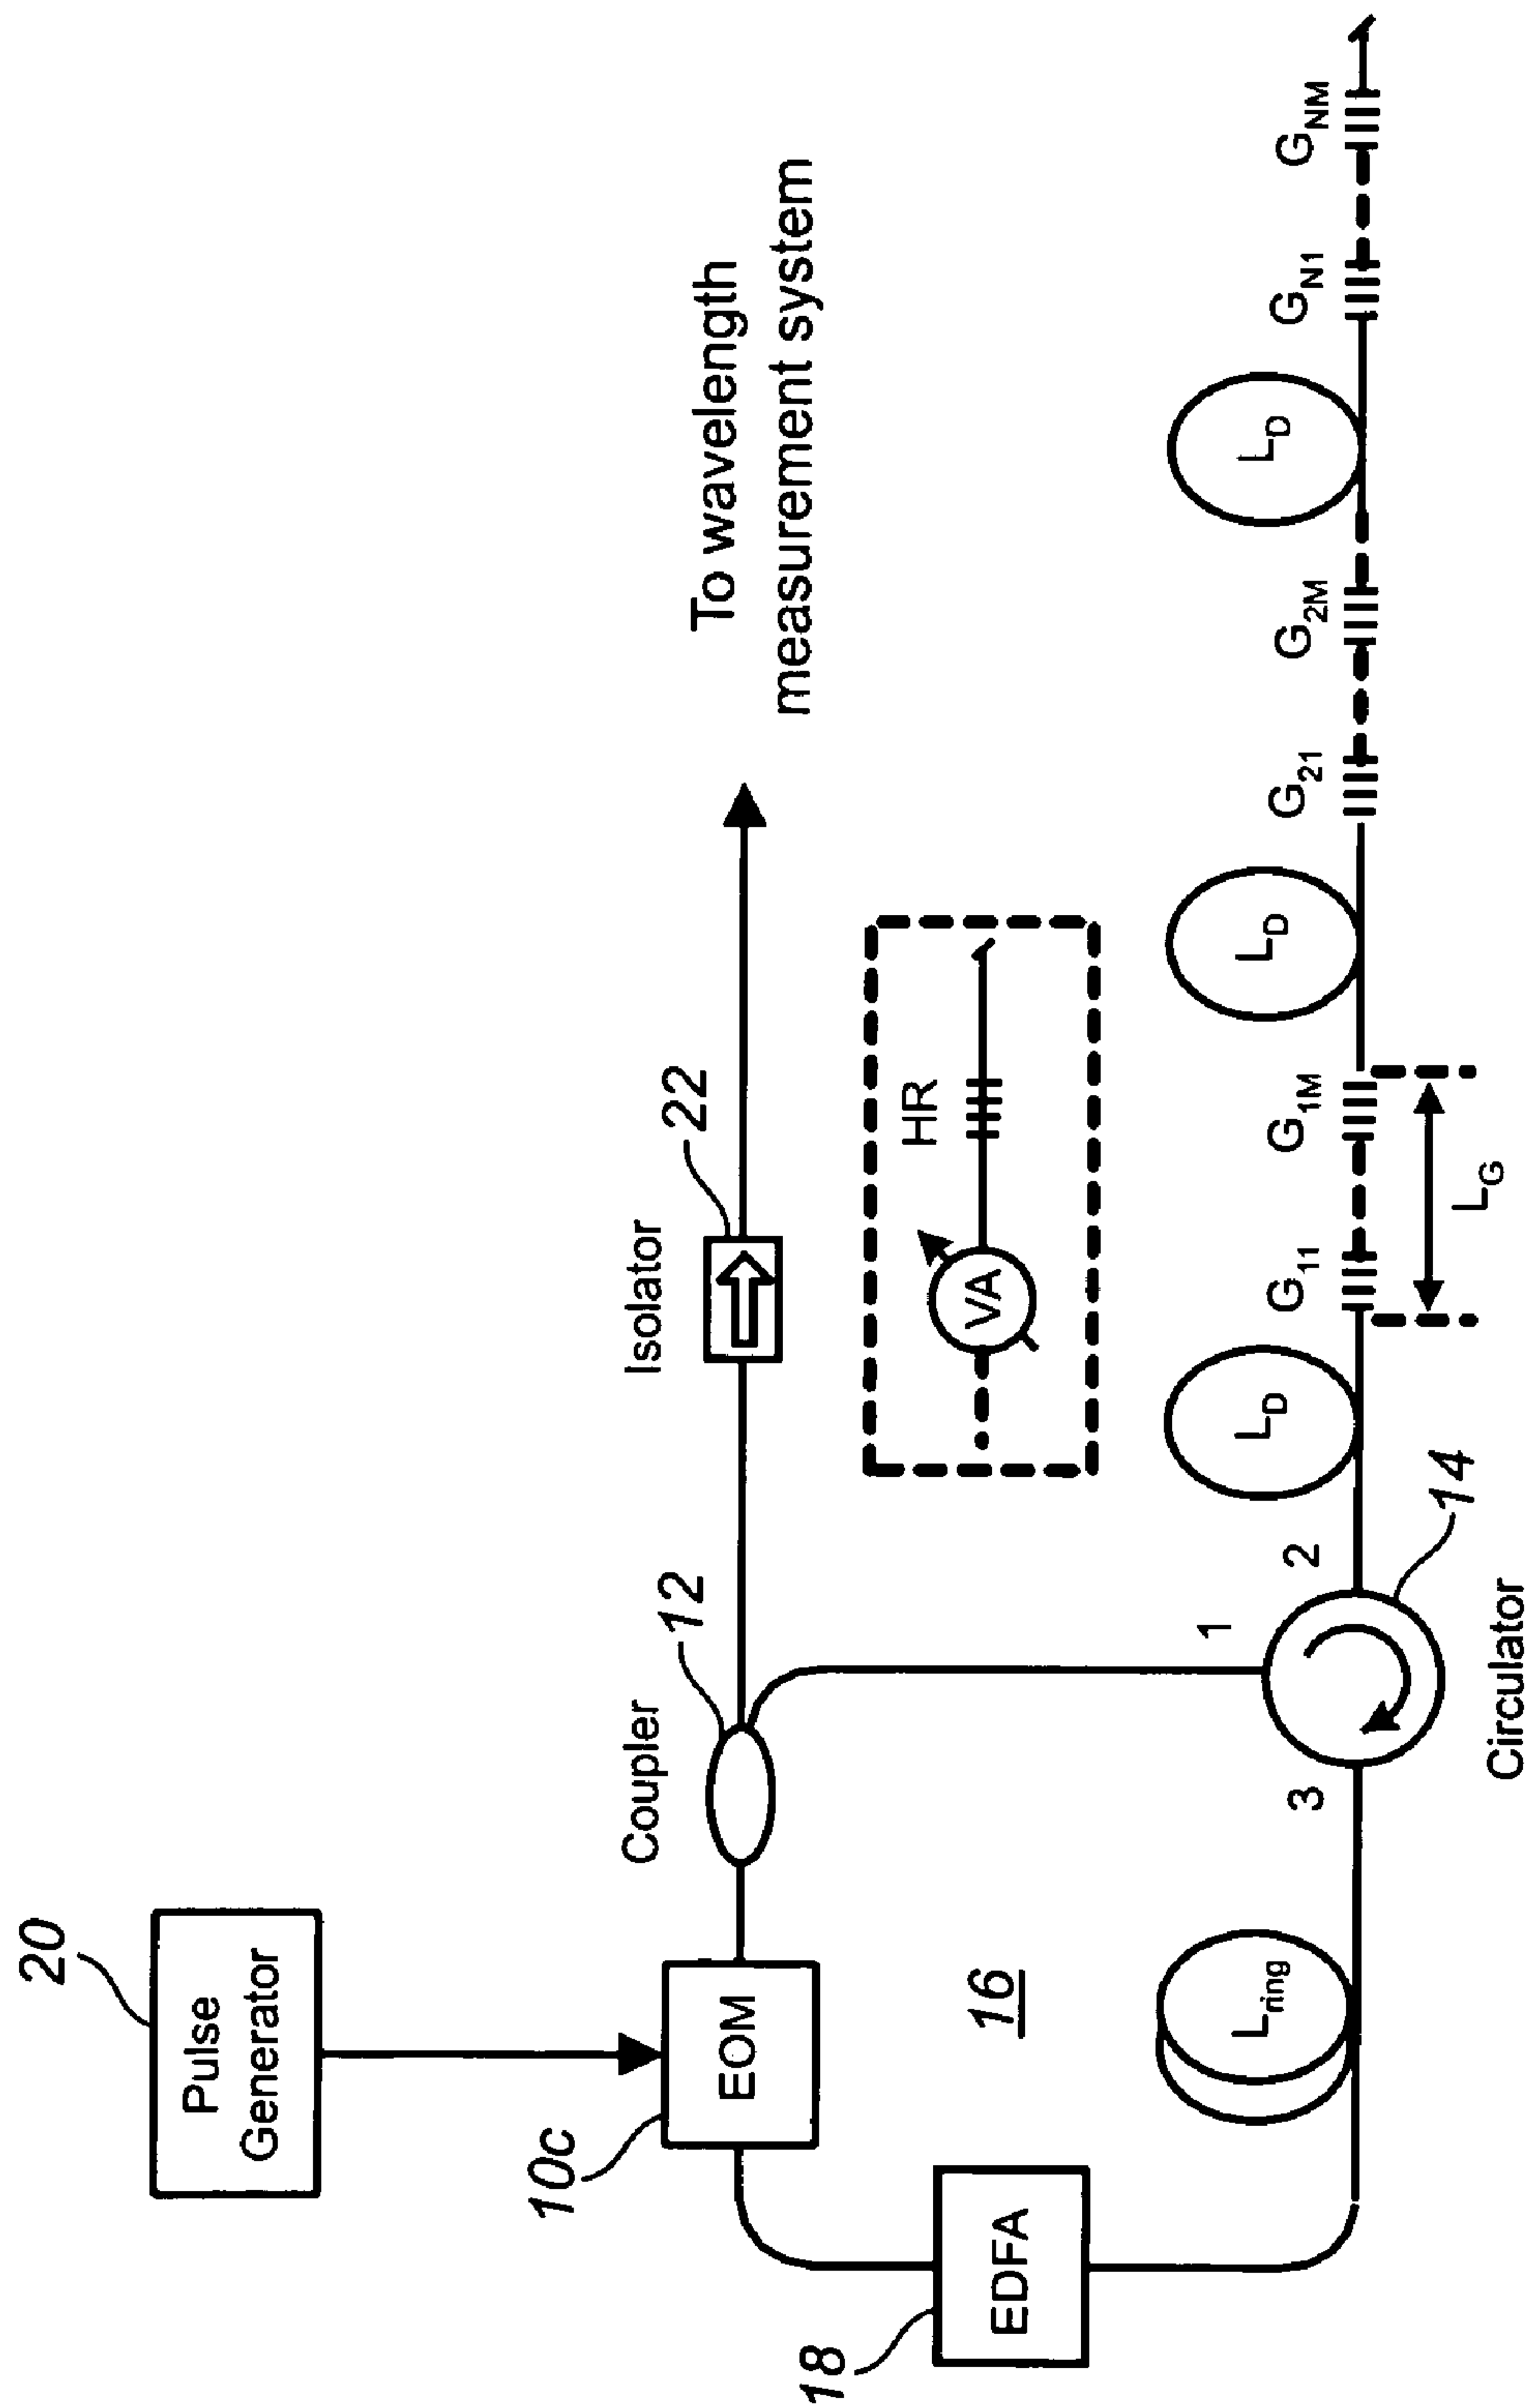 20
Pulse
Generator
10c
EOM
Coupler
12
Isolator
22
To wavelength
measurement system
18
EDFA
16
HR
VA
L_ring
L_D
L_D
L_D
3
1
2
14
Circulator
G_11
G_1M
G_21
G_2M
G_N1
G_NM
L_G